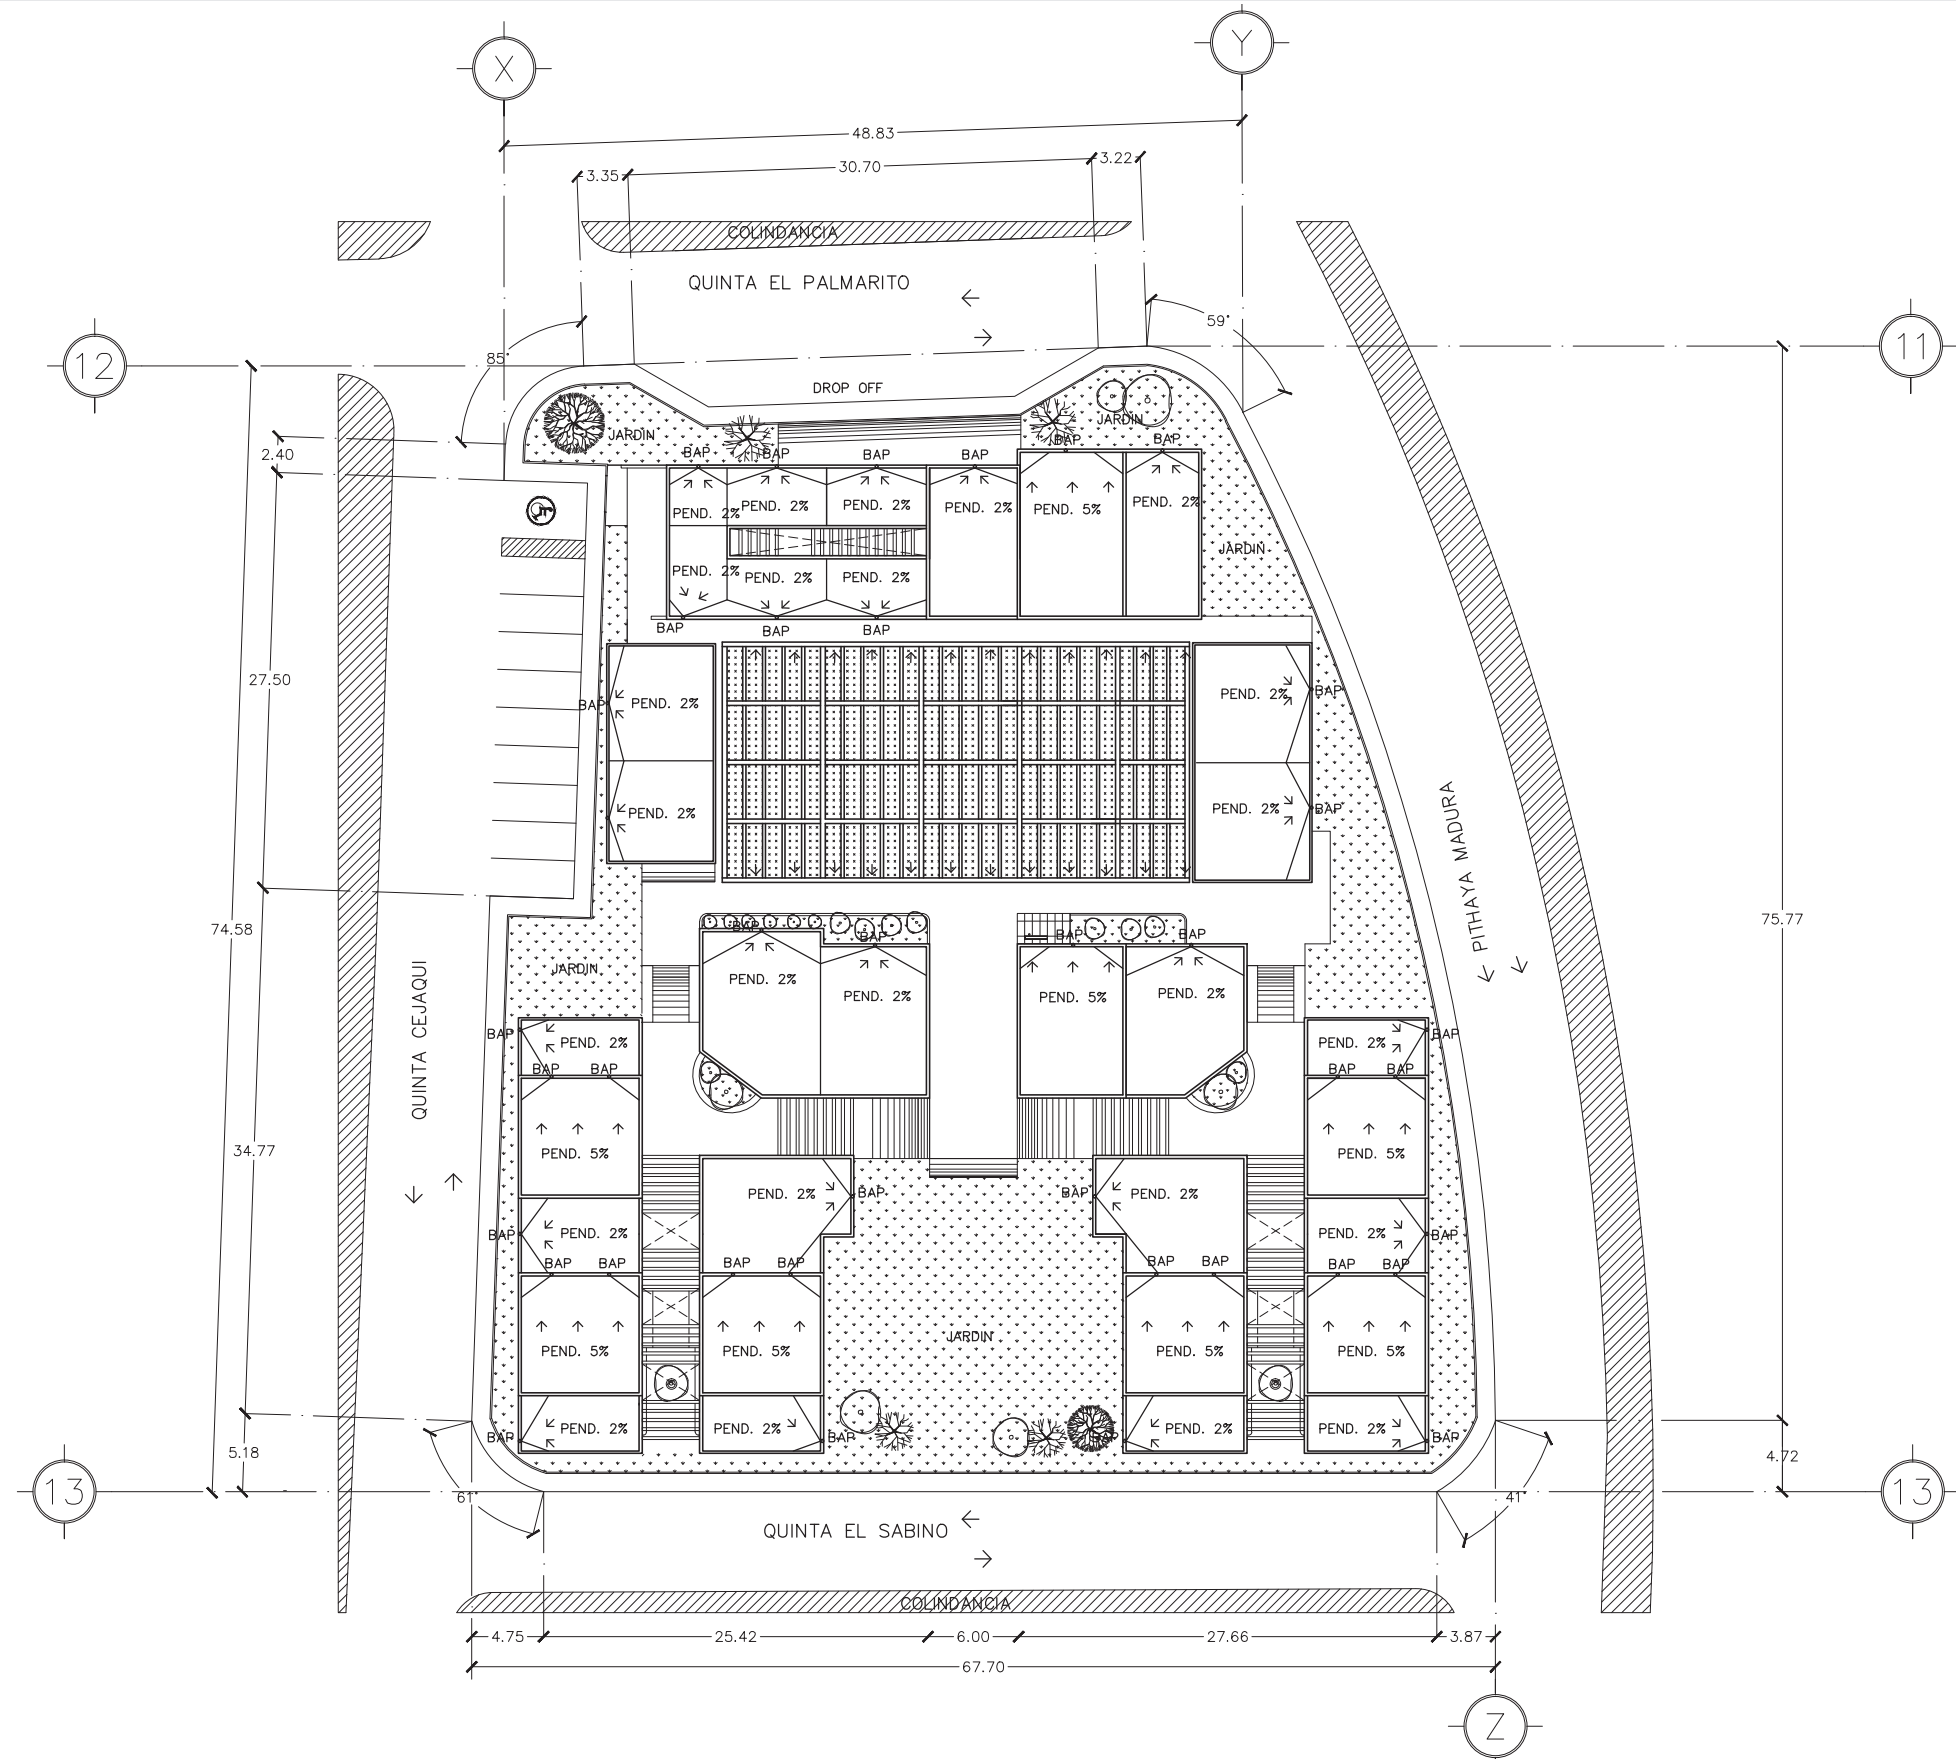 Y
X
48.83
30.70
3.22
3.35
COLINDANCIA
QUINTA EL PALMARITO
59°
11
12
85°
DROP OFF
JARDIN
JARDIN
2.40
BAP
BAP
BAP
BAP
BAP
BAP
PEND. 2%
PEND. 2%
PEND. 2%
PEND. 2%
PEND. 5%
PEND. 2%
JARDIN
PEND. 2%
PEND. 2%
PEND. 2%
BAP
BAP
BAP
27.50
PEND. 2%
BAP
PEND. 2%
BAP
PEND. 2%
PEND. 2%
BAP
PITHAYA MADURA
74.58
75.77
BAP
BAP
BAP
BAP
JARDIN
PEND. 2%
PEND. 2%
PEND. 5%
PEND. 2%
QUINTA CEJAQUI
BAP
PEND. 2%
PEND. 2%
BAP
BAP
BAP
BAP
BAP
34.77
PEND. 5%
PEND. 5%
PEND. 2%
BAP
BAP
PEND. 2%
BAP
PEND. 2%
PEND. 2%
BAP
BAP
BAP
BAP
BAP
BAP
BAP
BAP
BAP
JARDIN
PEND. 5%
PEND. 5%
PEND. 5%
PEND. 5%
BAP
PEND. 2%
PEND. 2%
BAP
BAP
PEND. 2%
PEND. 2%
BAP
5.18
4.72
13
61°
41°
13
QUINTA EL SABINO
COLINDANCIA
4.75
25.42
6.00
27.66
3.87
67.70
Z